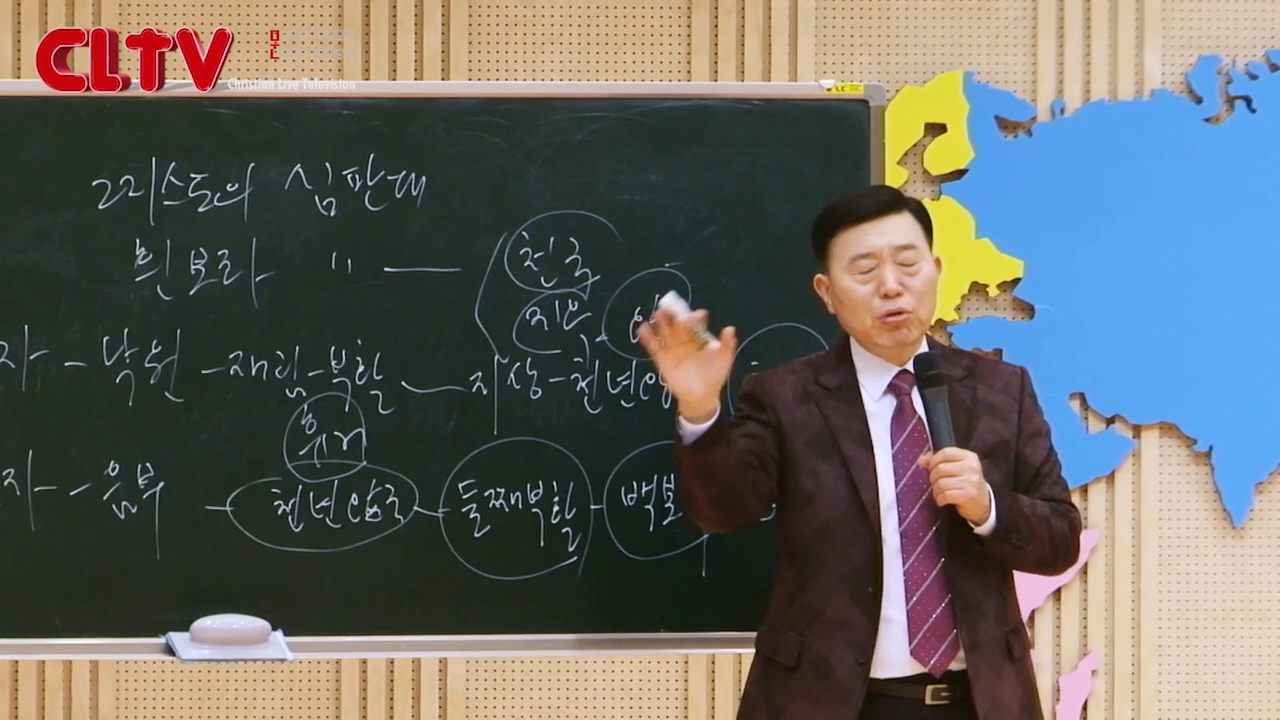 CLTV
Christian Live Television
그리스도의 심판대
흰보좌 " — 천국
지옥
자 - 낙원 - 재림 - 부활 — 지상 - 천년왕
휴거
자 - 음부 - 천년왕국 - 둘째부활 - 백보